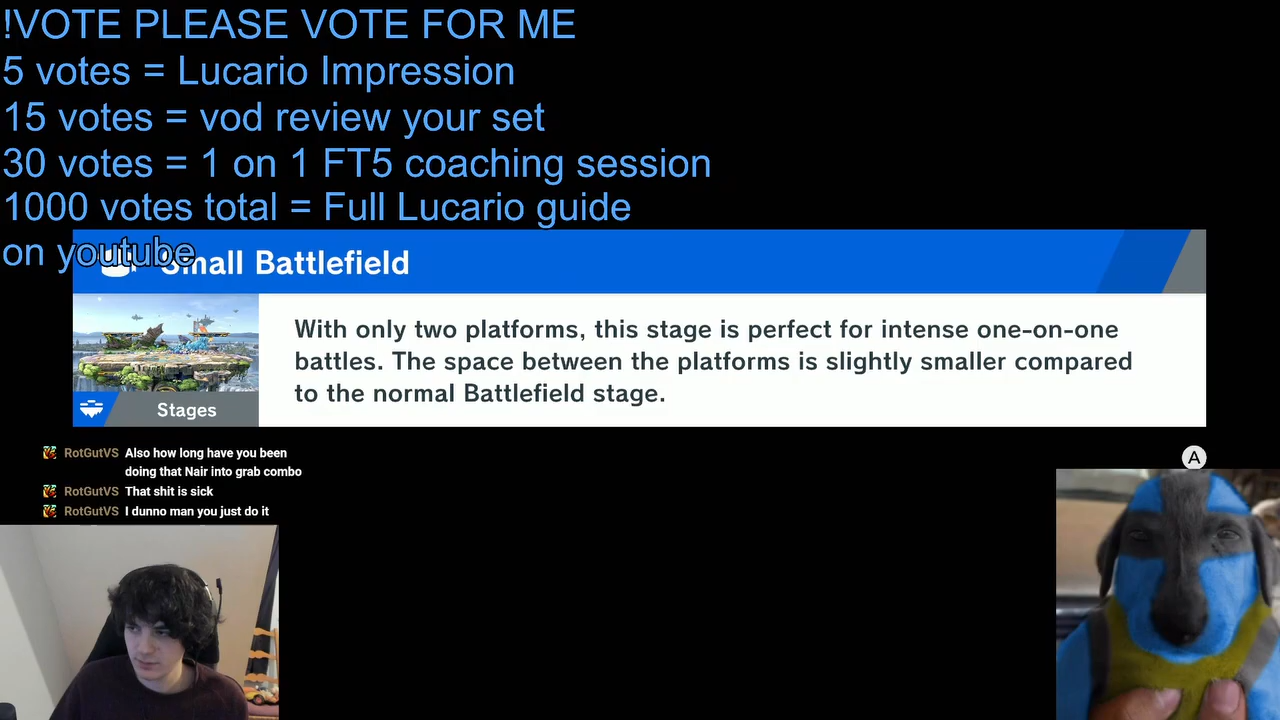 !VOTE PLEASE VOTE FOR ME
5 votes = Lucario Impression
15 votes = vod review your set
30 votes = 1 on 1 FT5 coaching session
1000 votes total = Full Lucario guide
on youtube
Small Battlefield
With only two platforms, this stage is perfect for intense one-on-one
battles. The space between the platforms is slightly smaller compared
to the normal Battlefield stage.
Stages
RotGutVS Also how long have you been
doing that Nair into grab combo
RotGutVS That shit is sick
RotGutVS I dunno man you just do it
A